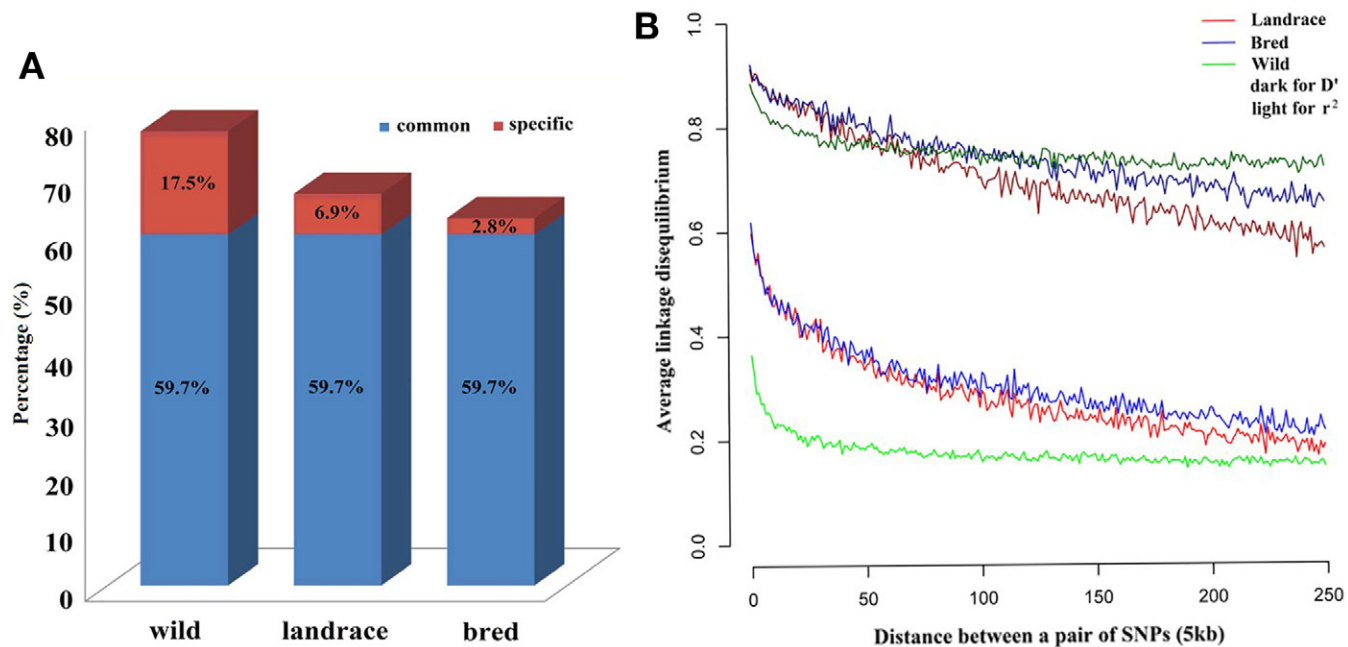 A
80
70
60
50
40
30
20
10
0
Percentage (%)
common specific
17.5%
6.9%
2.8%
59.7% 59.7% 59.7%
wild landrace bred
B
1.0
0.8
0.6
0.4
0.2
0.0
Average linkage disequilibrium
Landrace
Bred
Wild
dark for D'
light for r²
0 50 100 150 200 250
Distance between a pair of SNPs (5kb)